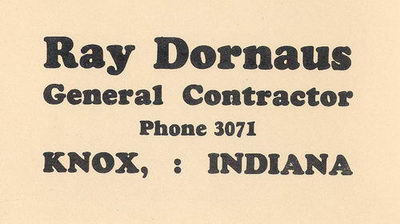 Ray Dornaus
General Contractor
Phone 3071
KNOX, : INDIANA